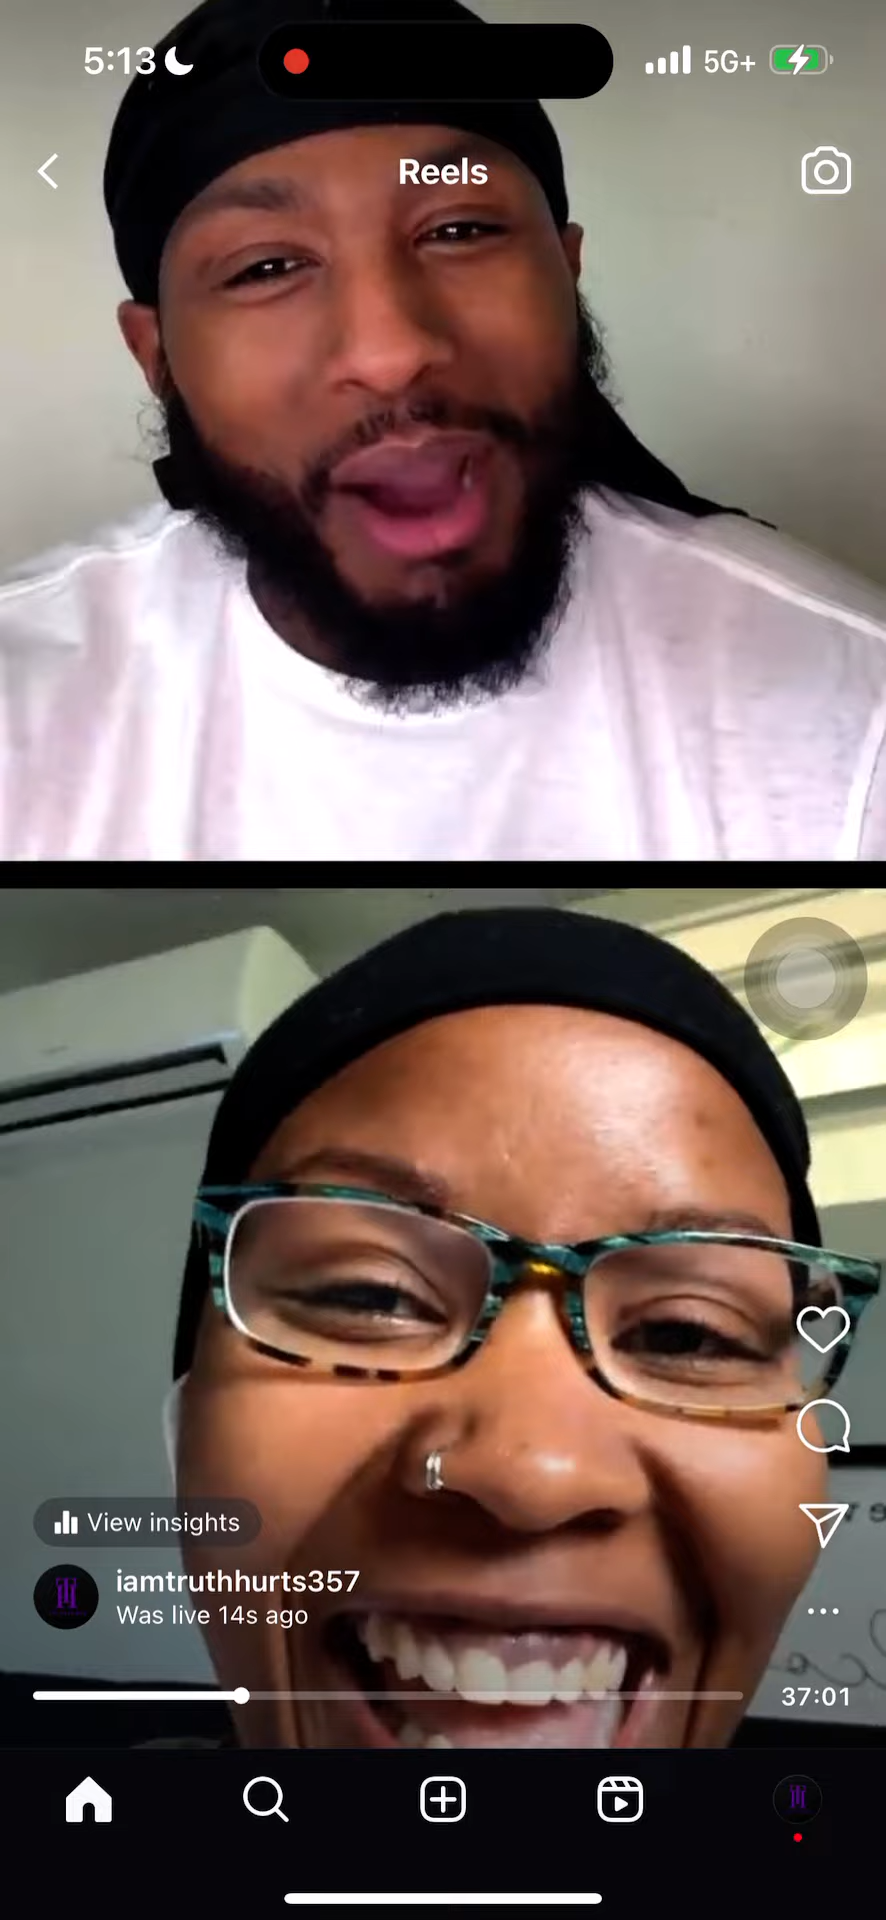 5:13
5G+
Reels
View insights
iamtruthhurts357
Was live 14s ago
37:01